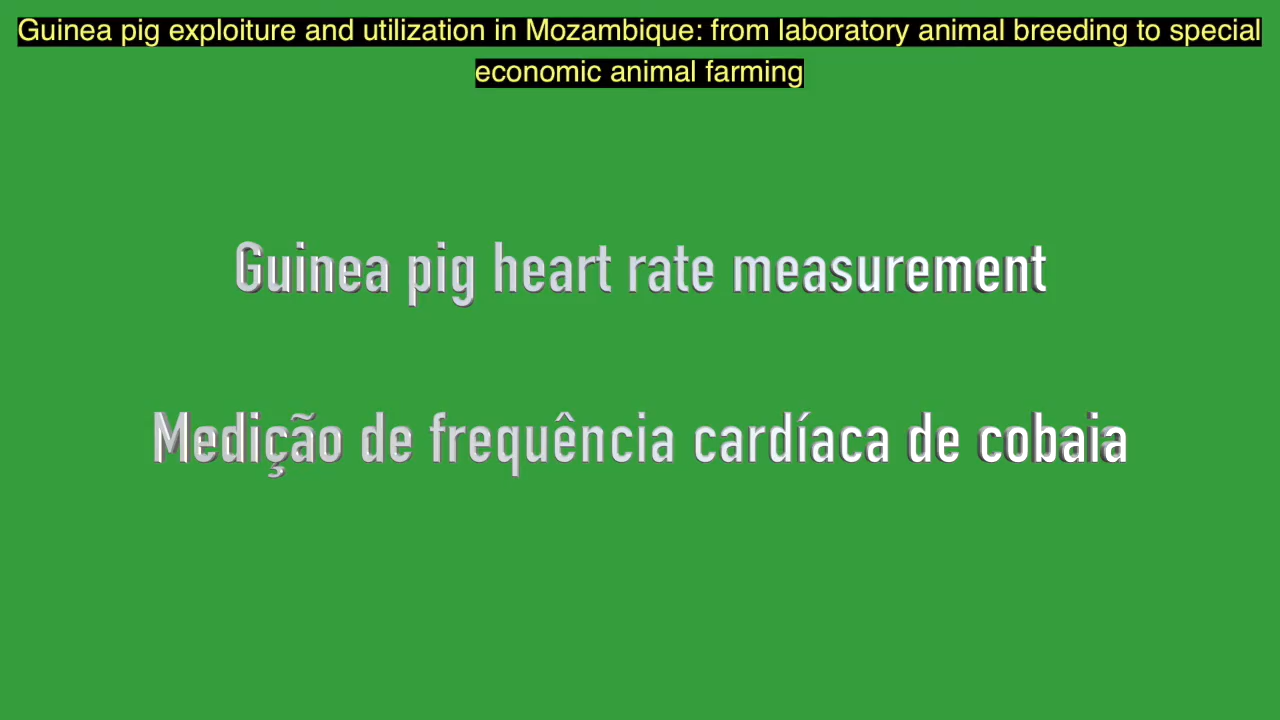 Guinea pig exploiture and utilization in Mozambique: from laboratory animal breeding to special
economic animal farming
Guinea pig heart rate measurement
Medição de frequência cardíaca de cobaia